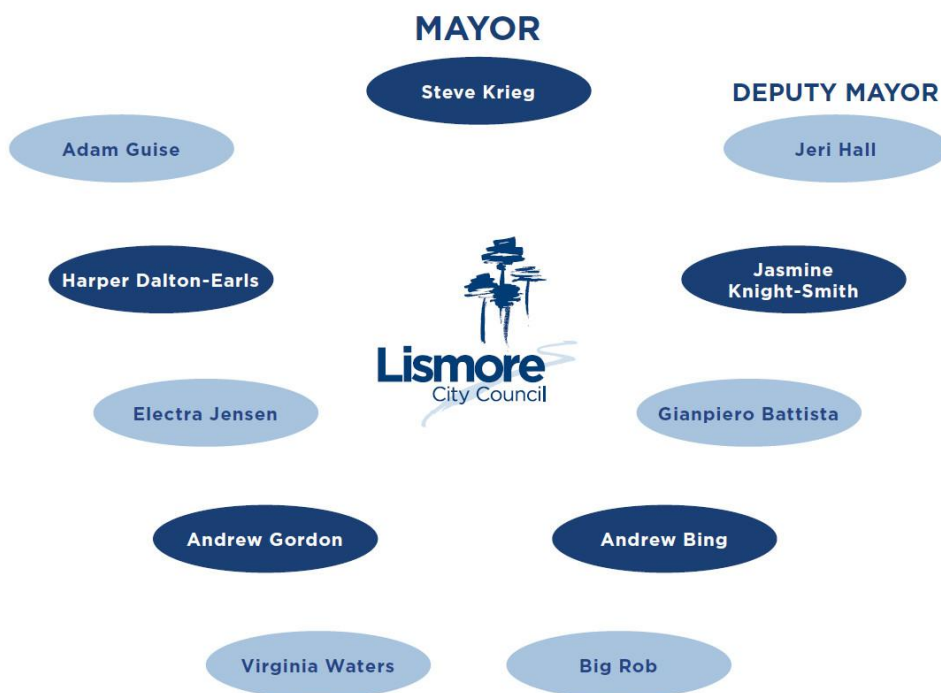 MAYOR
Steve Krieg
DEPUTY MAYOR
Adam Guise
Jeri Hall
Harper Dalton-Earls
Jasmine
Knight-Smith
Lismore
City Council
Electra Jensen
Gianpiero Battista
Andrew Gordon
Andrew Bing
Virginia Waters
Big Rob